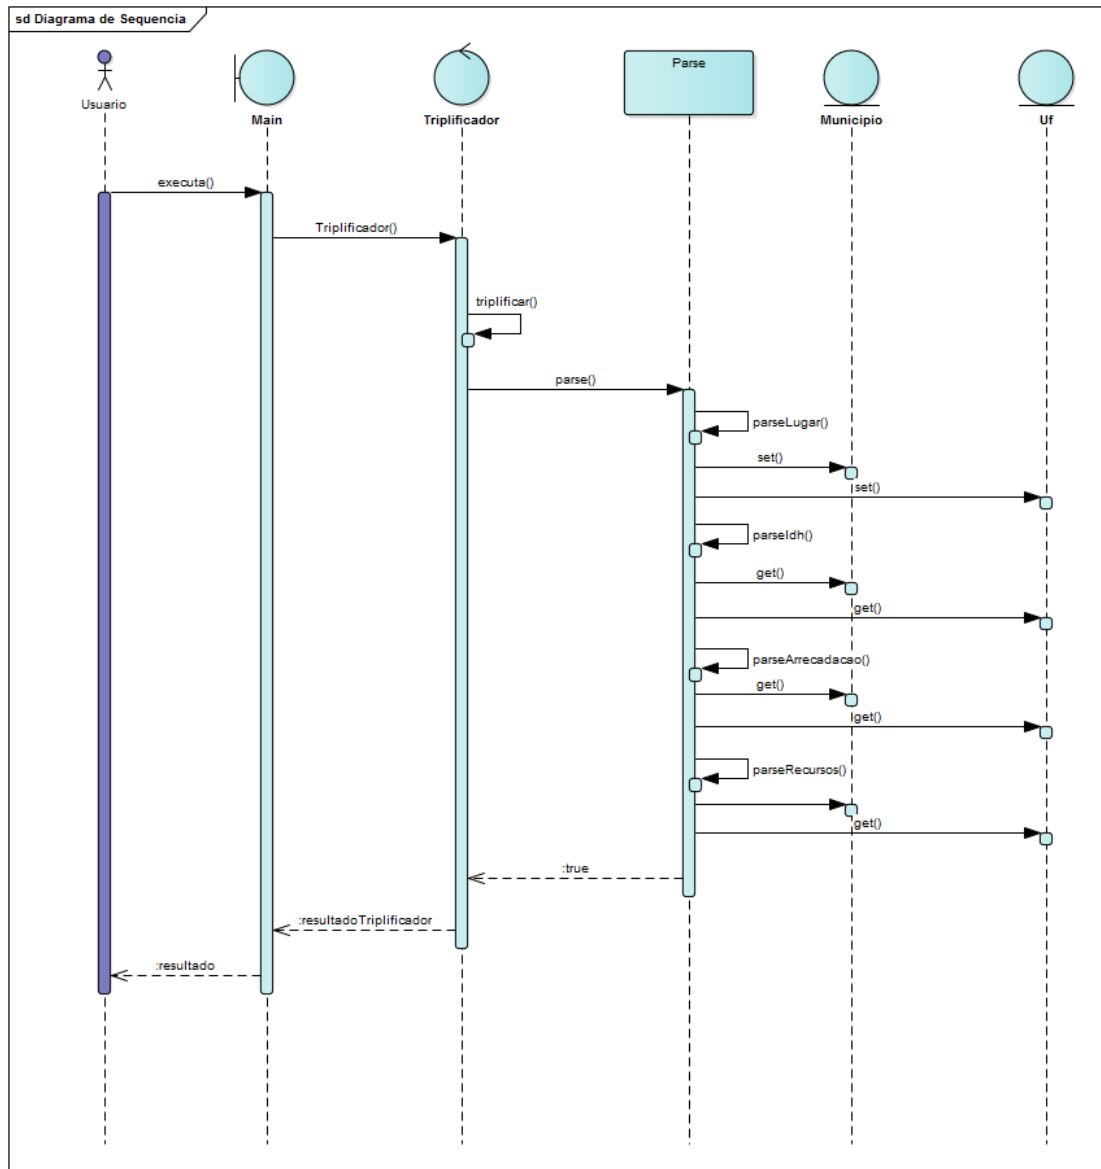 sd Diagrama de Sequencia
Usuario
Main
Triplificador
Parse
Municipio
Uf
executa()
Triplificador()
triplificar()
parse()
parseLugar()
set()
set()
parseIdh()
get()
get()
parseArrecadacao()
get()
get()
parseRecursos()
get()
:true
:resultadoTriplificador
:resultado